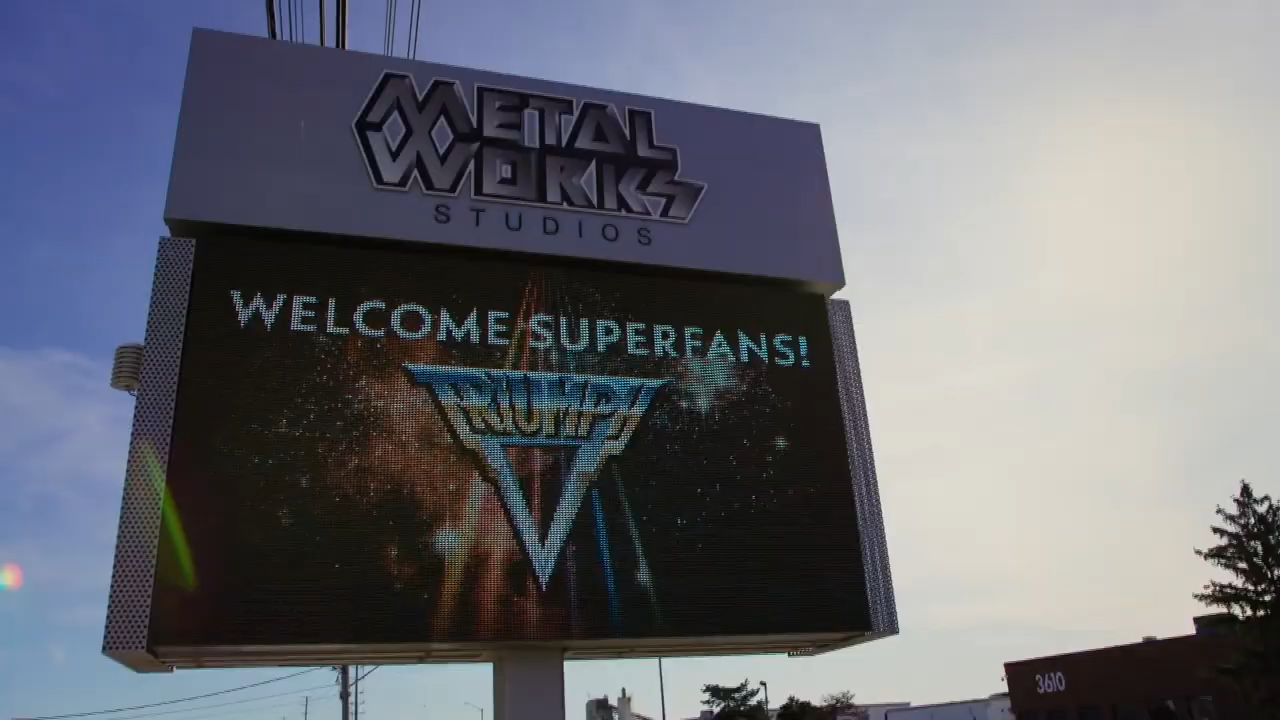 METAL
WORKS
STUDIOS
WELCOME SUPERFANS!
TRIUMPH
3610